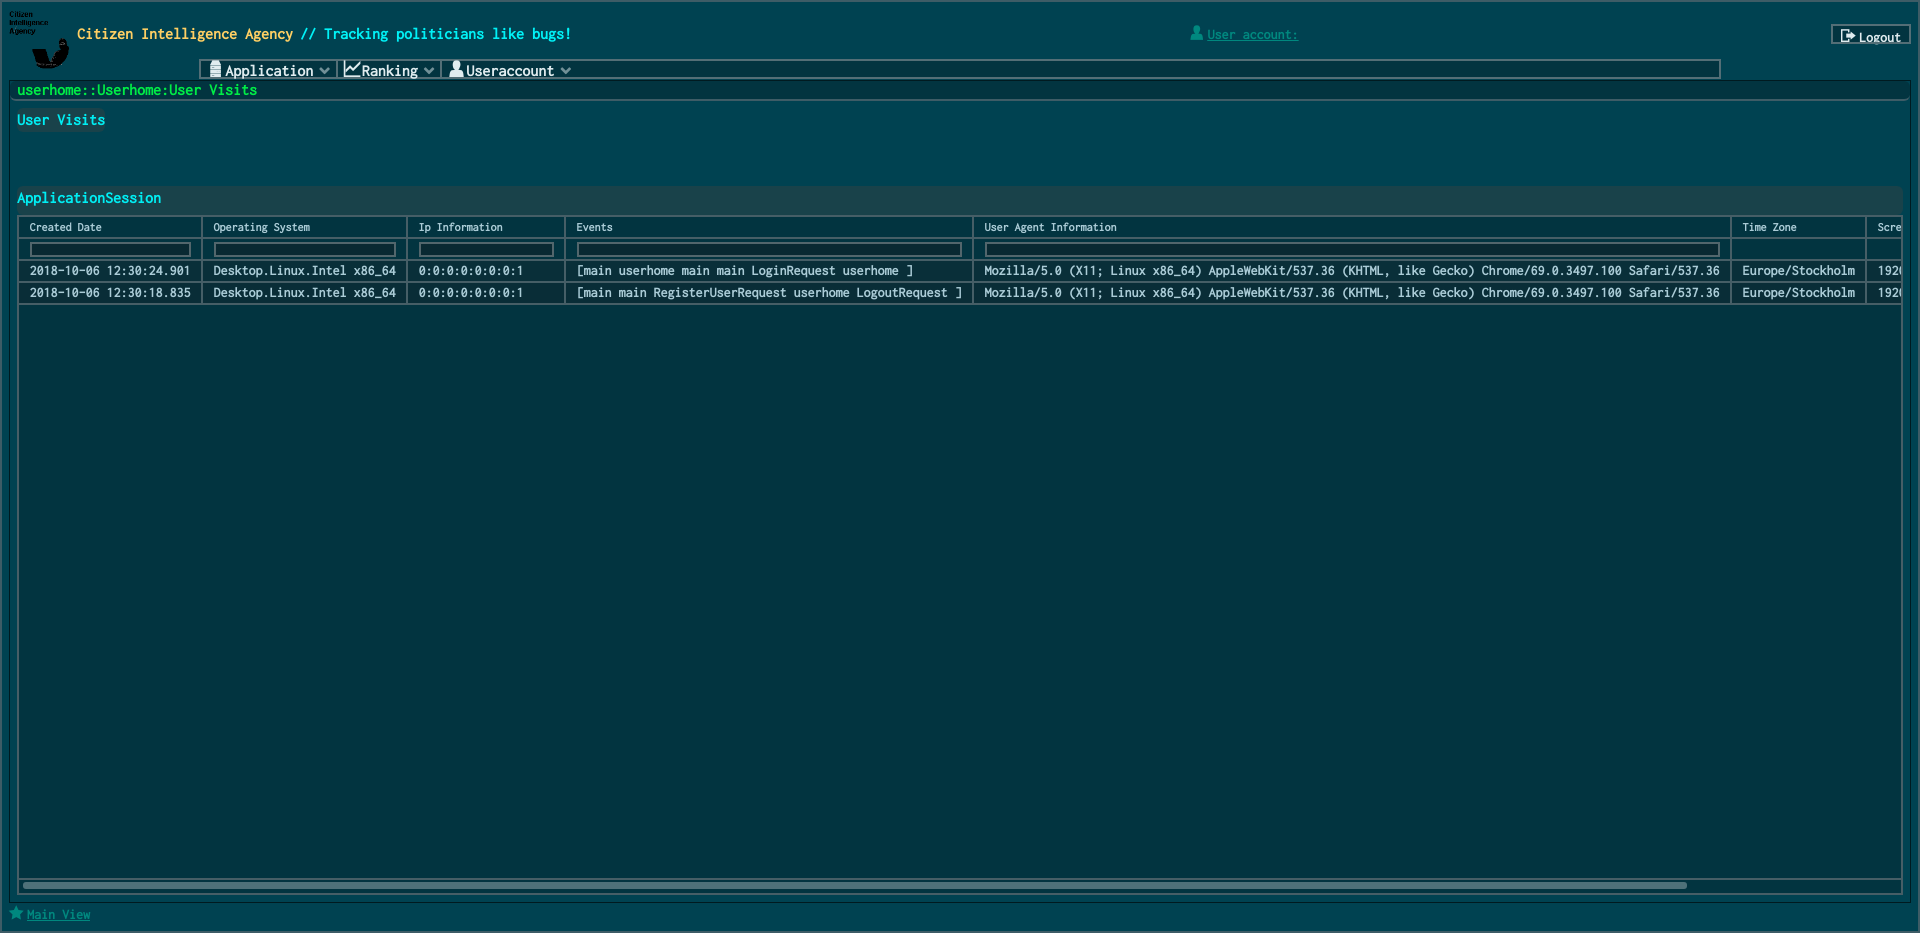 Citizen
Intelligence
Agency
Citizen Intelligence Agency // Tracking politicians like bugs!
User account:
Logout
Application
Ranking
Useraccount
userhome::Userhome:User Visits
User Visits
ApplicationSession
Created Date Operating System Ip Information Events User Agent Information Time Zone Scre
2018-10-06 12:30:24.901 Desktop.Linux.Intel x86_64 0:0:0:0:0:0:0:1 [main userhome main main LoginRequest userhome ] Mozilla/5.0 (X11; Linux x86_64) AppleWebKit/537.36 (KHTML, like Gecko) Chrome/69.0.3497.100 Safari/537.36 Europe/Stockholm 1920
2018-10-06 12:30:18.835 Desktop.Linux.Intel x86_64 0:0:0:0:0:0:0:1 [main main RegisterUserRequest userhome LogoutRequest ] Mozilla/5.0 (X11; Linux x86_64) AppleWebKit/537.36 (KHTML, like Gecko) Chrome/69.0.3497.100 Safari/537.36 Europe/Stockholm 1920
Main View